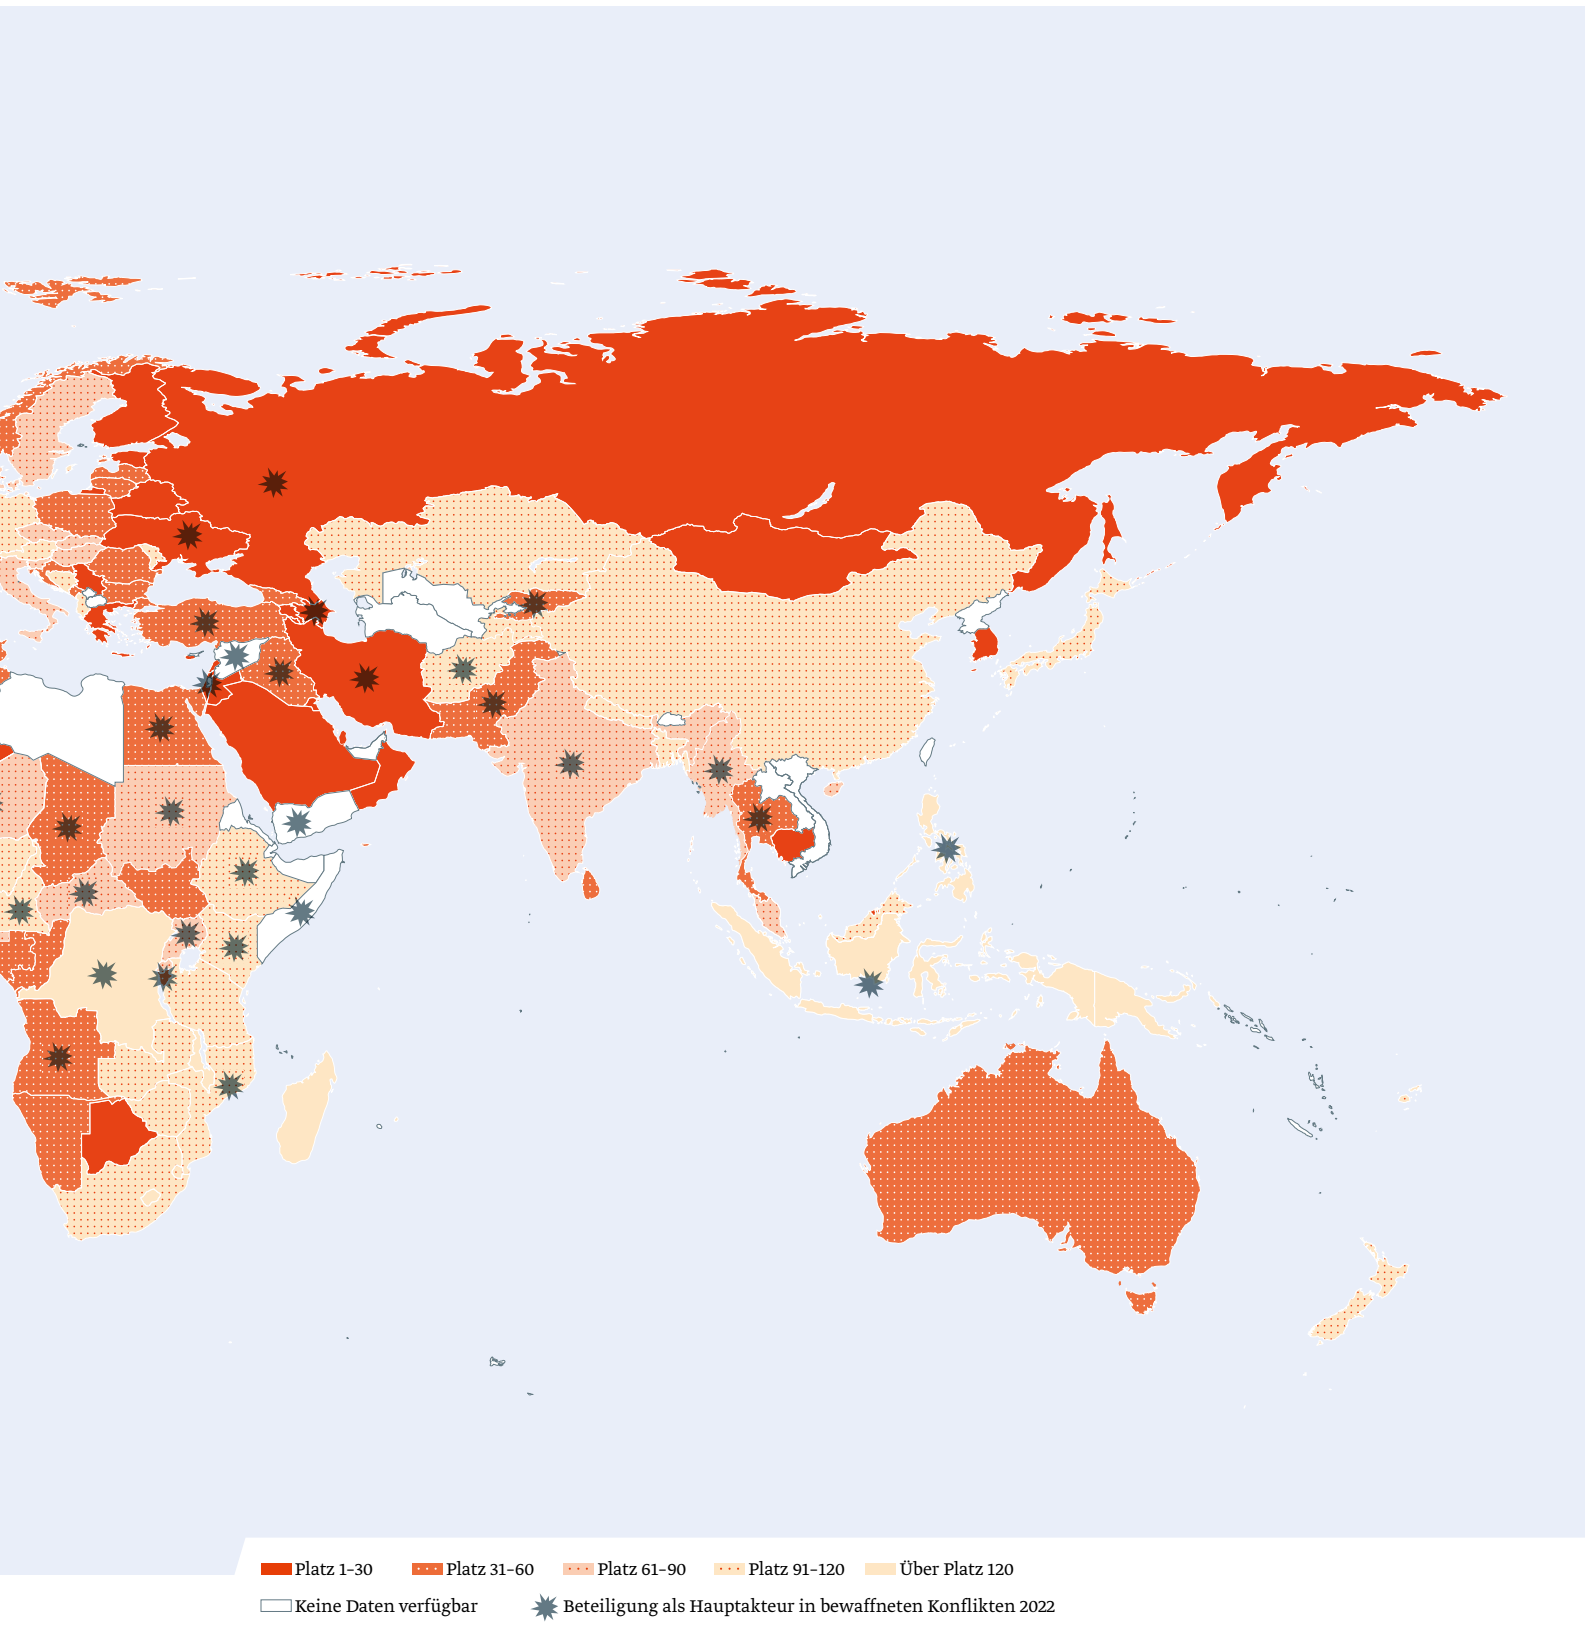 Platz 1–30 Platz 31–60 Platz 61–90 Platz 91–120 Über Platz 120
Keine Daten verfügbar Beteiligung als Hauptakteur in bewaffneten Konflikten 2022